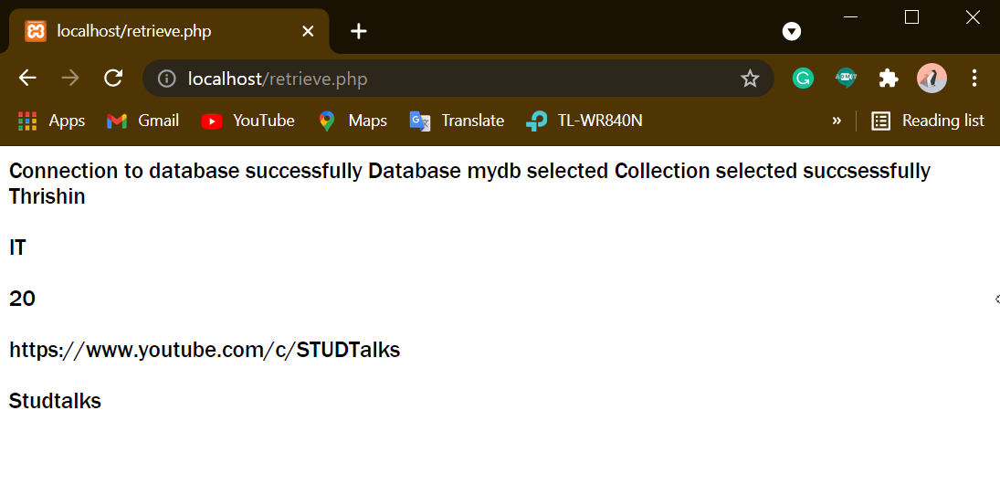 localhost/retrieve.php
localhost/retrieve.php
Apps Gmail YouTube Maps Translate TL-WR840N » Reading list
Connection to database successfully Database mydb selected Collection selected succsessfully
Thrishin
IT
20
https://www.youtube.com/c/STUDTalks
Studtalks